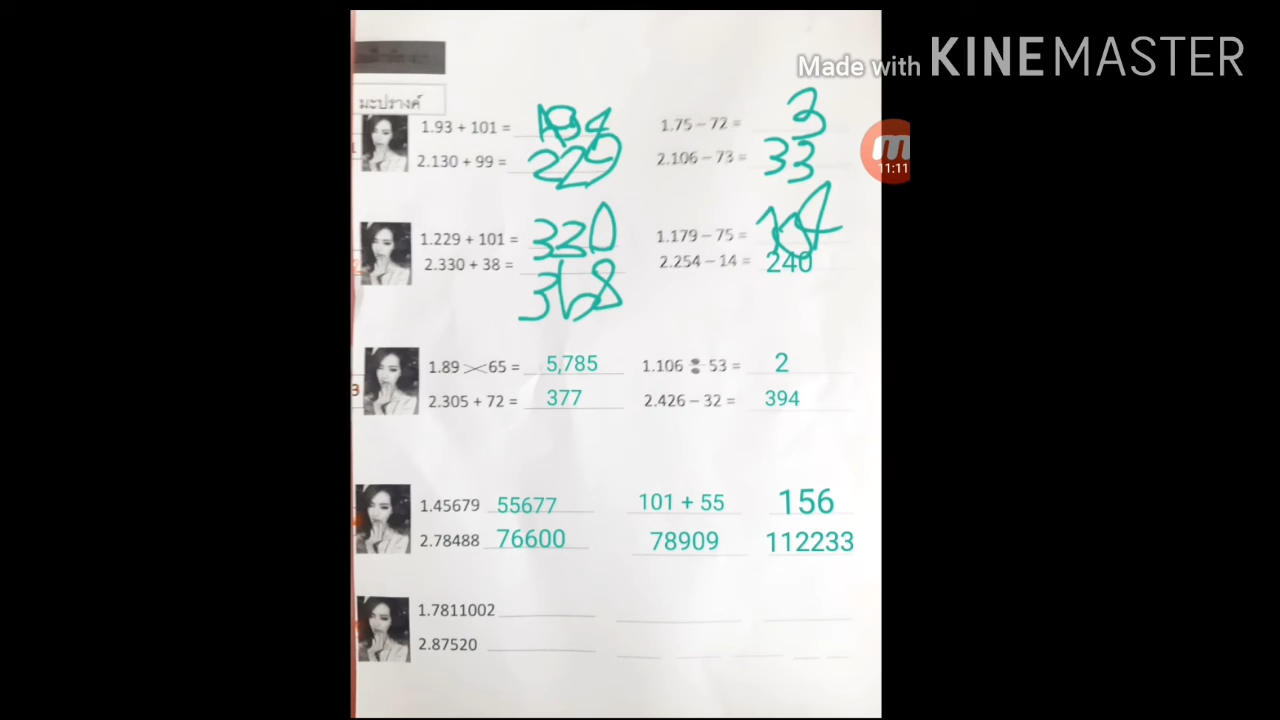 Made with KINEMASTER
มะปรางค์
11:11
1.93 + 101 = 194
1.75 – 72 = 3
2.130 + 99 = 229
2.106 – 73 = 33
1.229 + 101 = 330
1.179 – 75 = 104
2.330 + 38 = 368
2.254 – 14 = 240
1.89 × 65 = 5,785
1.106 : 53 = 2
3
2.305 + 72 = 377
2.426 – 32 = 394
1.45679 55677 101 + 55 156
2.78488 76600 78909 112233
1.7811002
2.87520